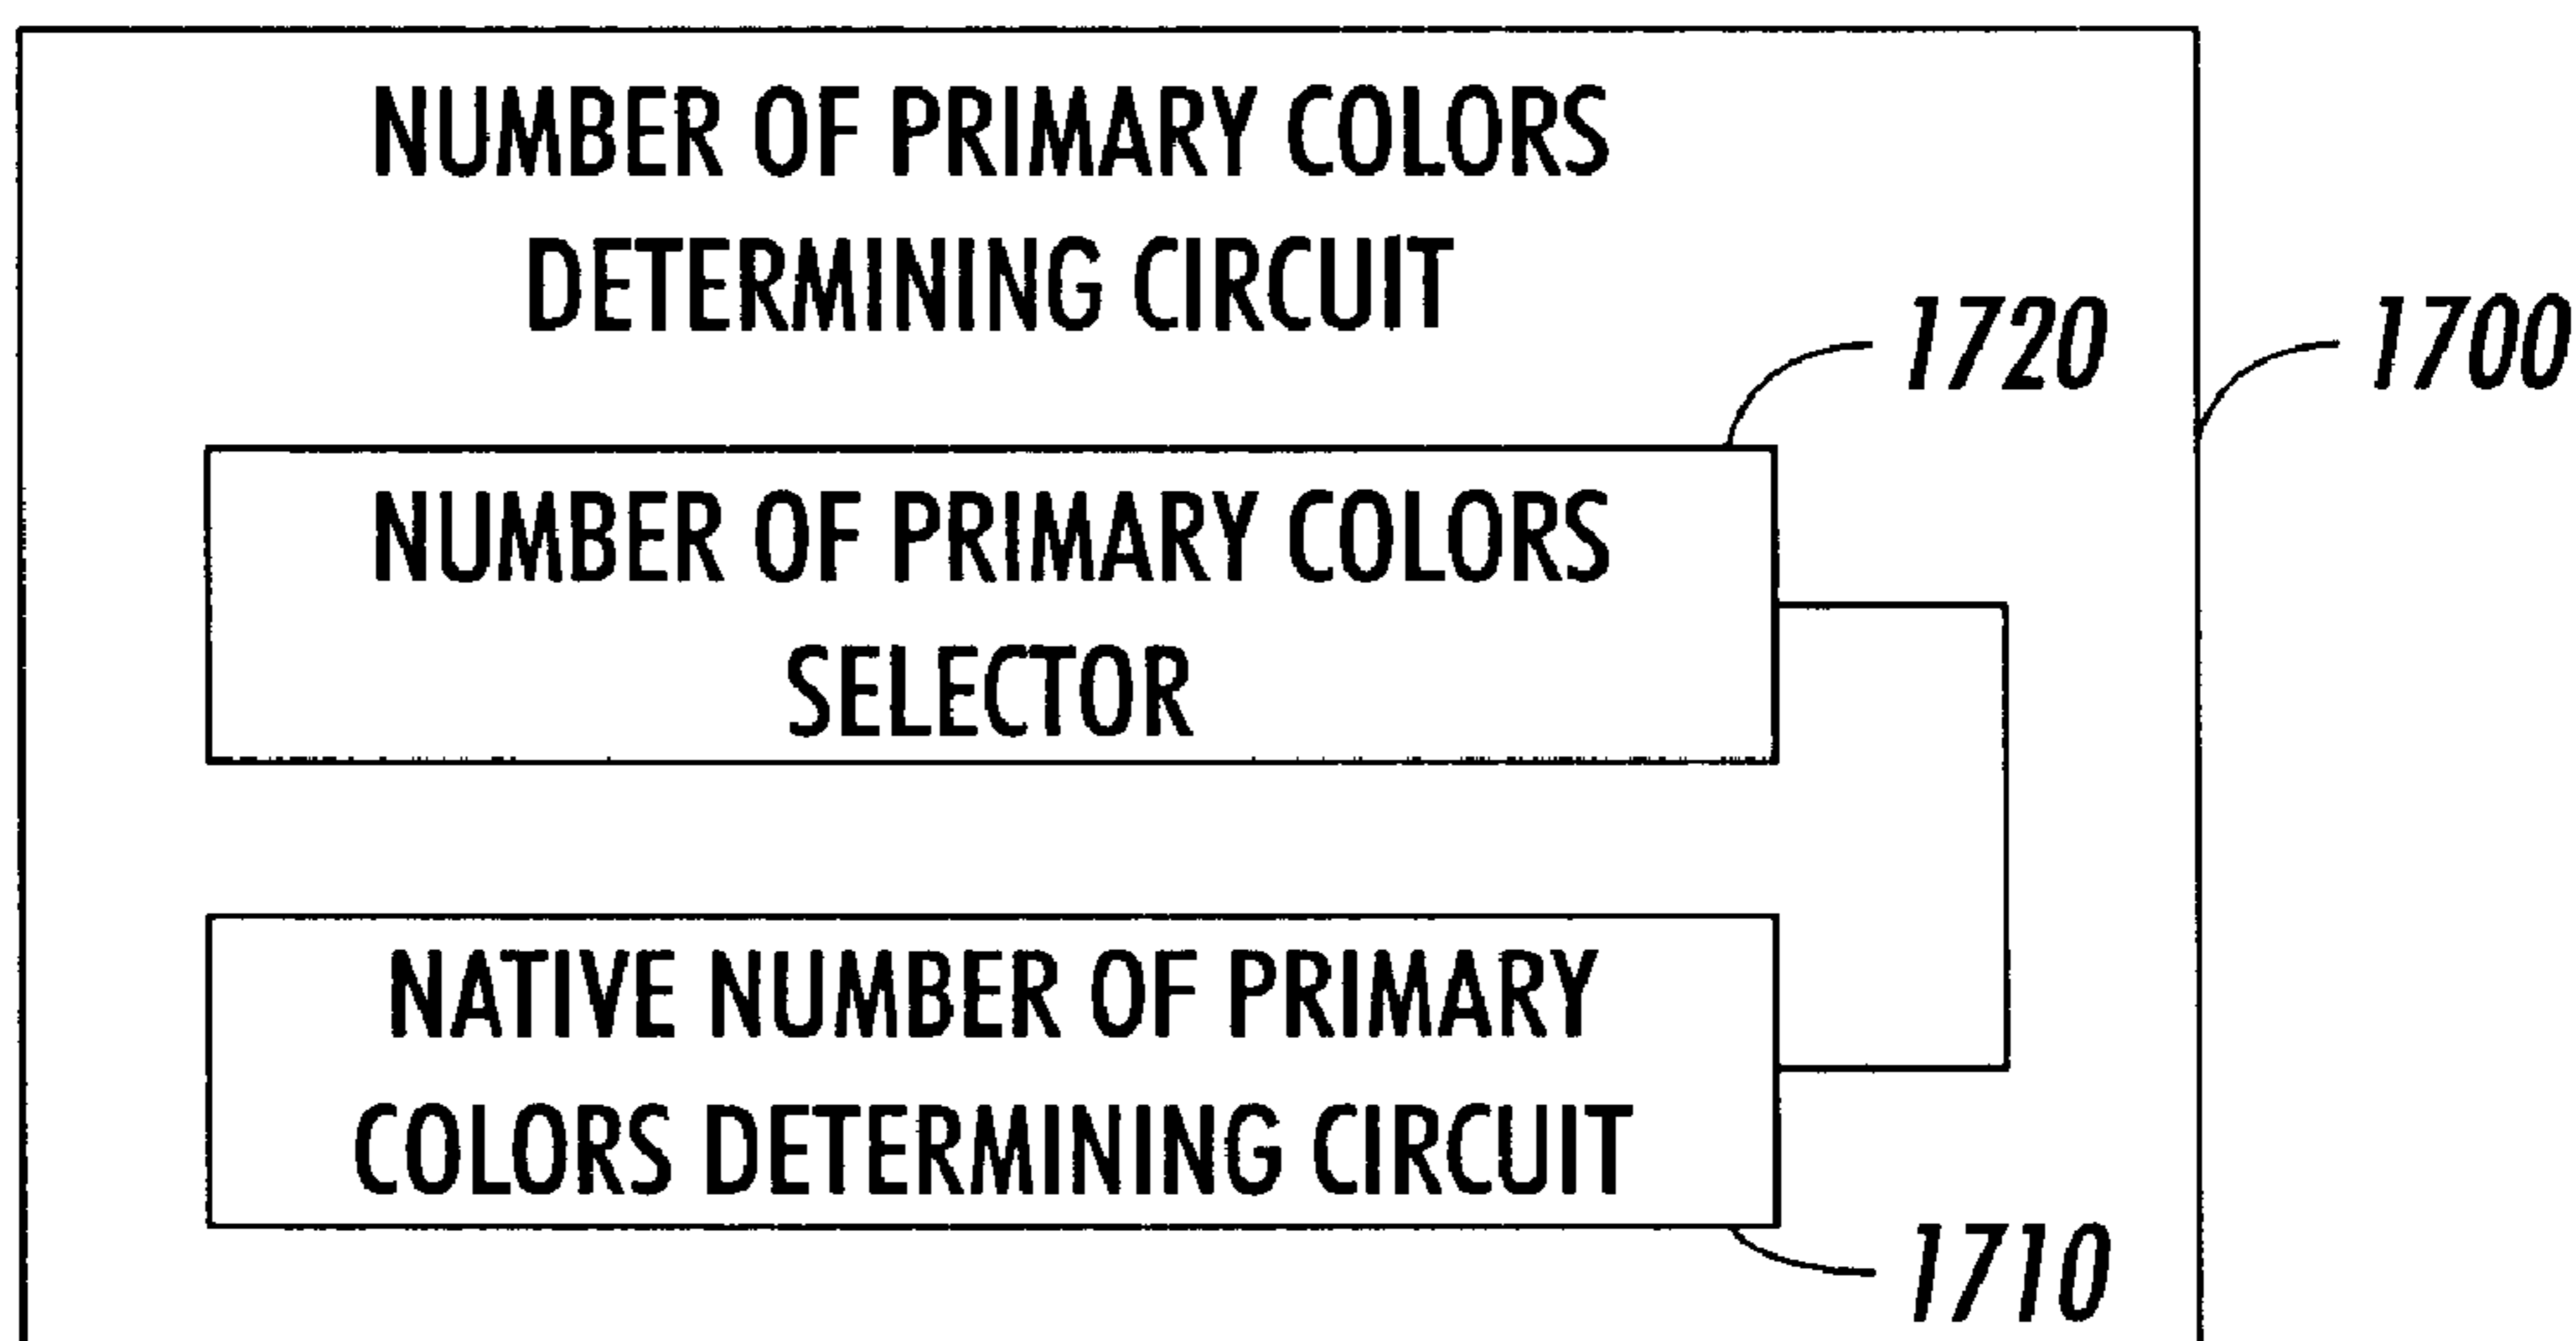 NUMBER OF PRIMARY COLORS
DETERMINING CIRCUIT
1720
1700
NUMBER OF PRIMARY COLORS
SELECTOR
NATIVE NUMBER OF PRIMARY
COLORS DETERMINING CIRCUIT
1710